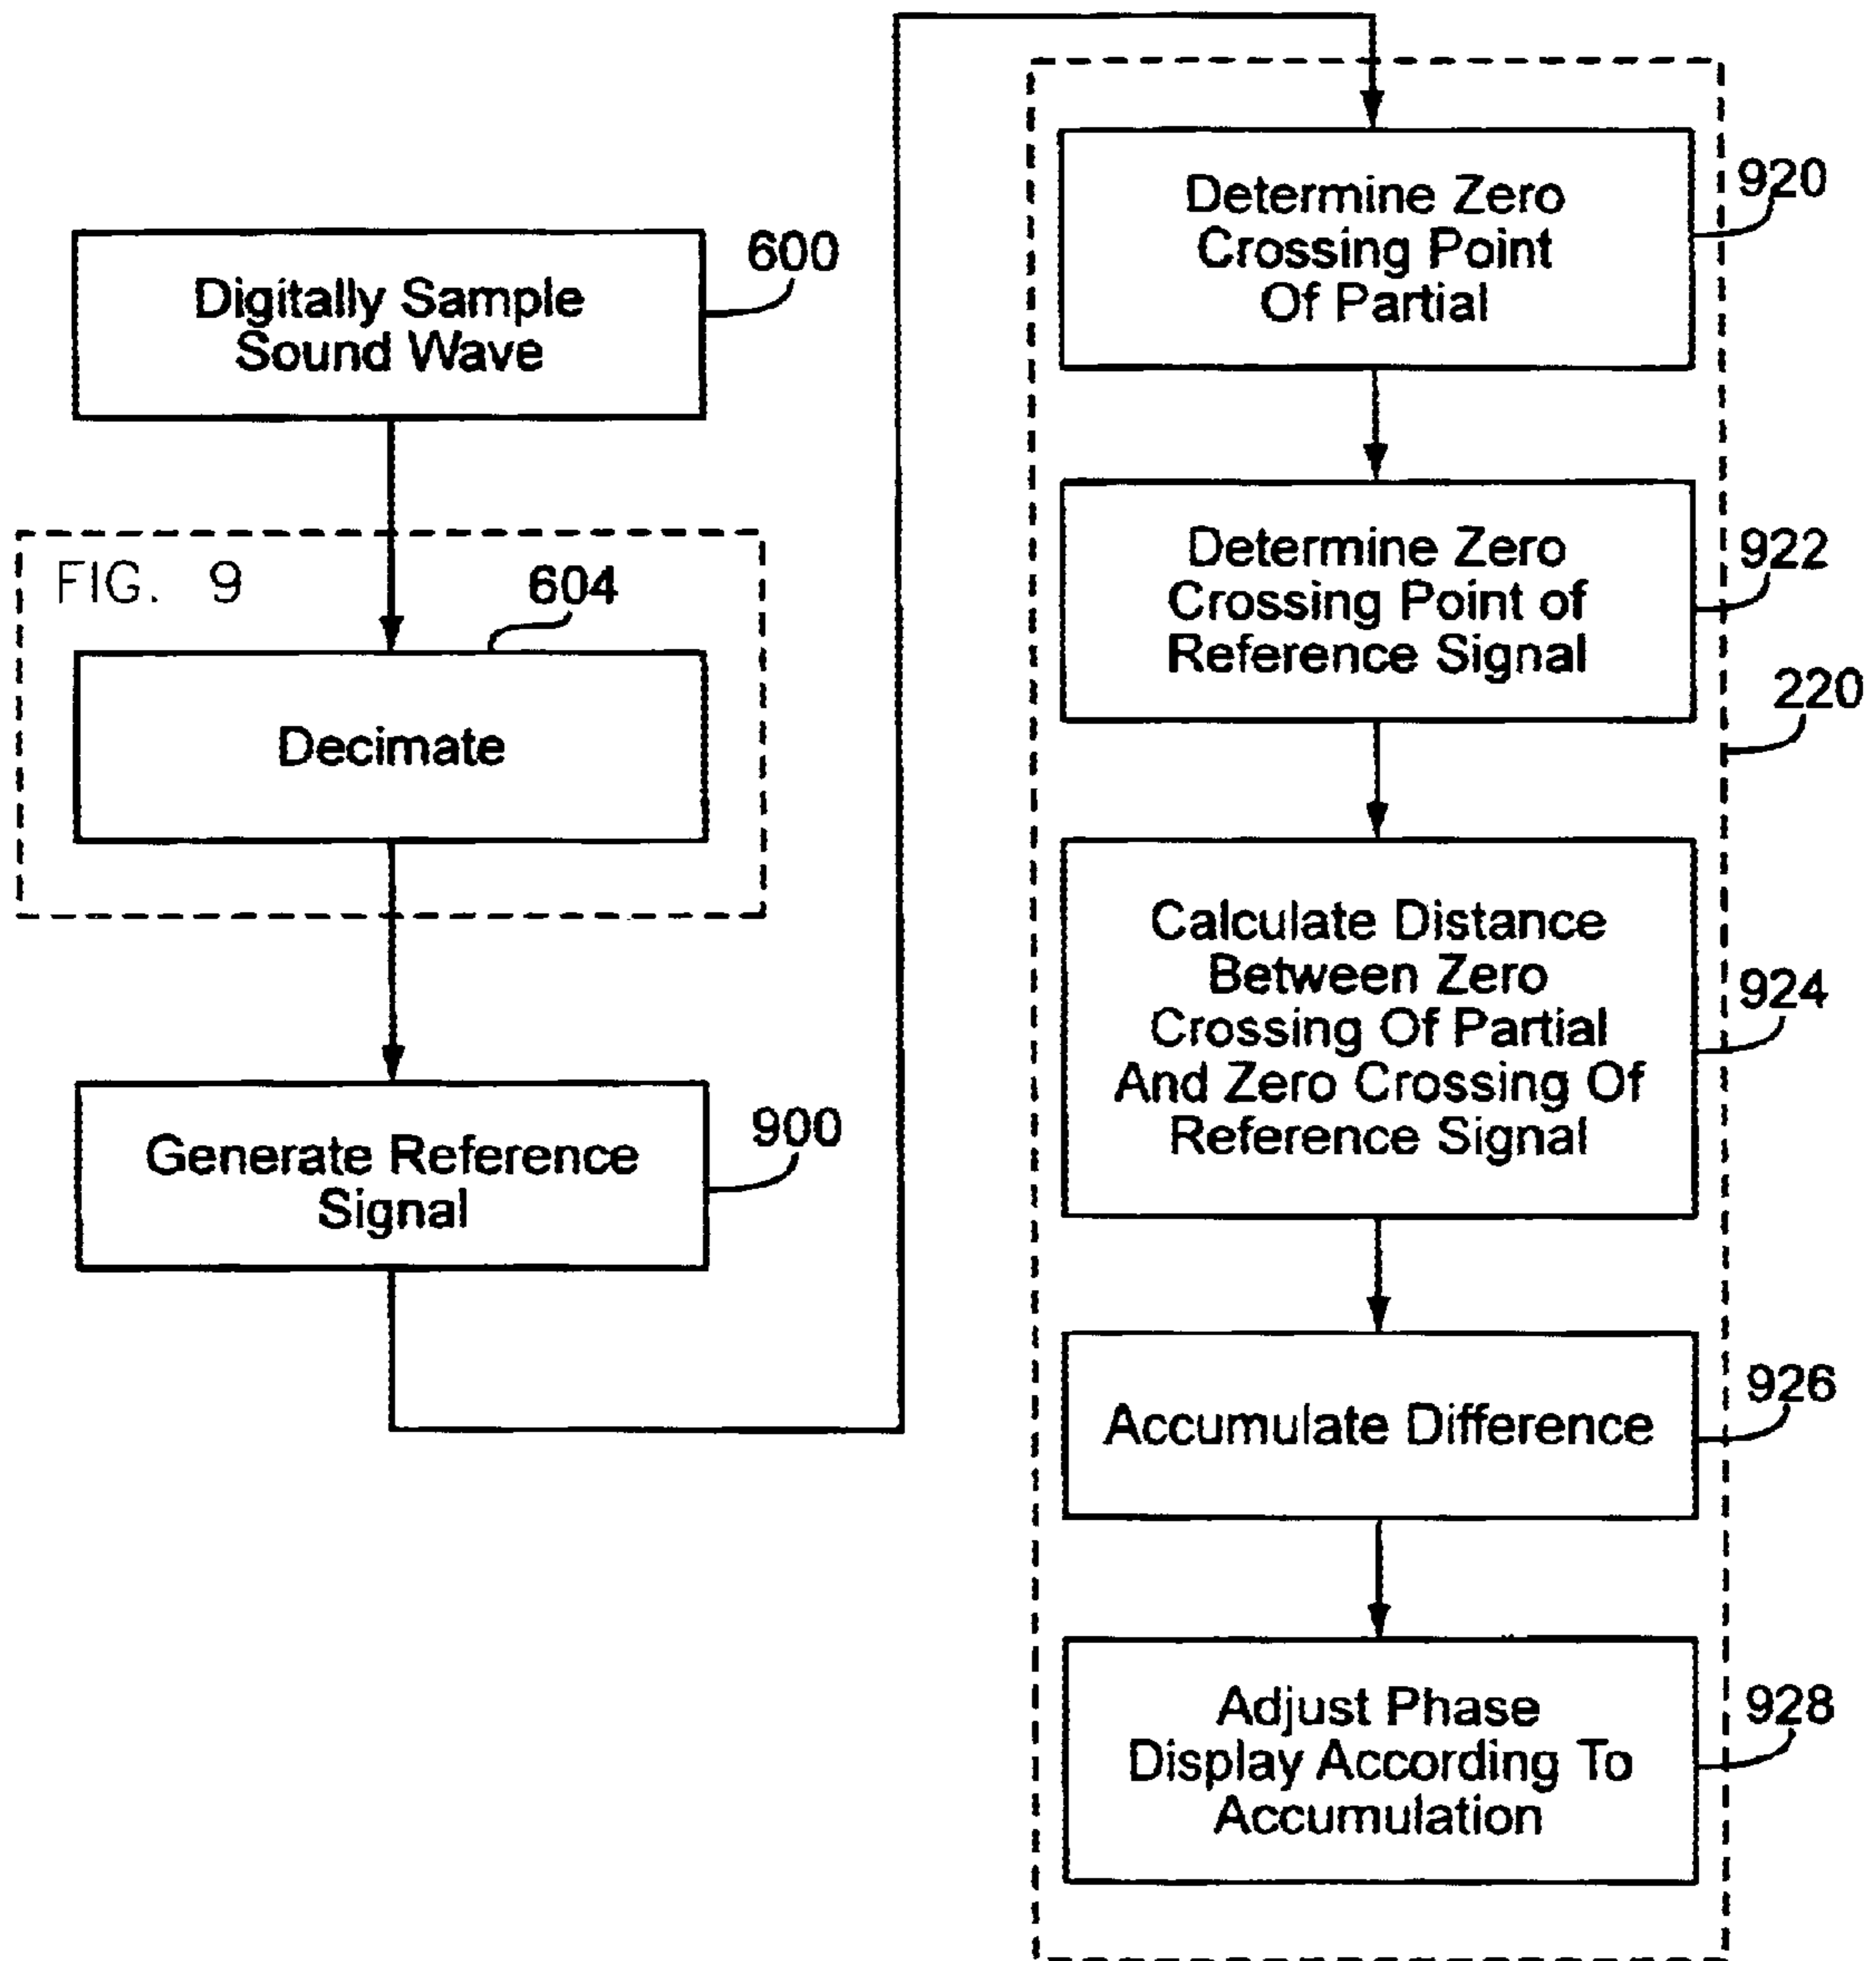 Digitally Sample
Sound Wave
600
FIG. 9
604
Decimate
Generate Reference
Signal
900
Determine Zero
Crossing Point
Of Partial
920
Determine Zero
Crossing Point of
Reference Signal
922
220
Calculate Distance
Between Zero
Crossing Of Partial
And Zero Crossing Of
Reference Signal
924
Accumulate Difference
926
Adjust Phase
Display According To
Accumulation
928